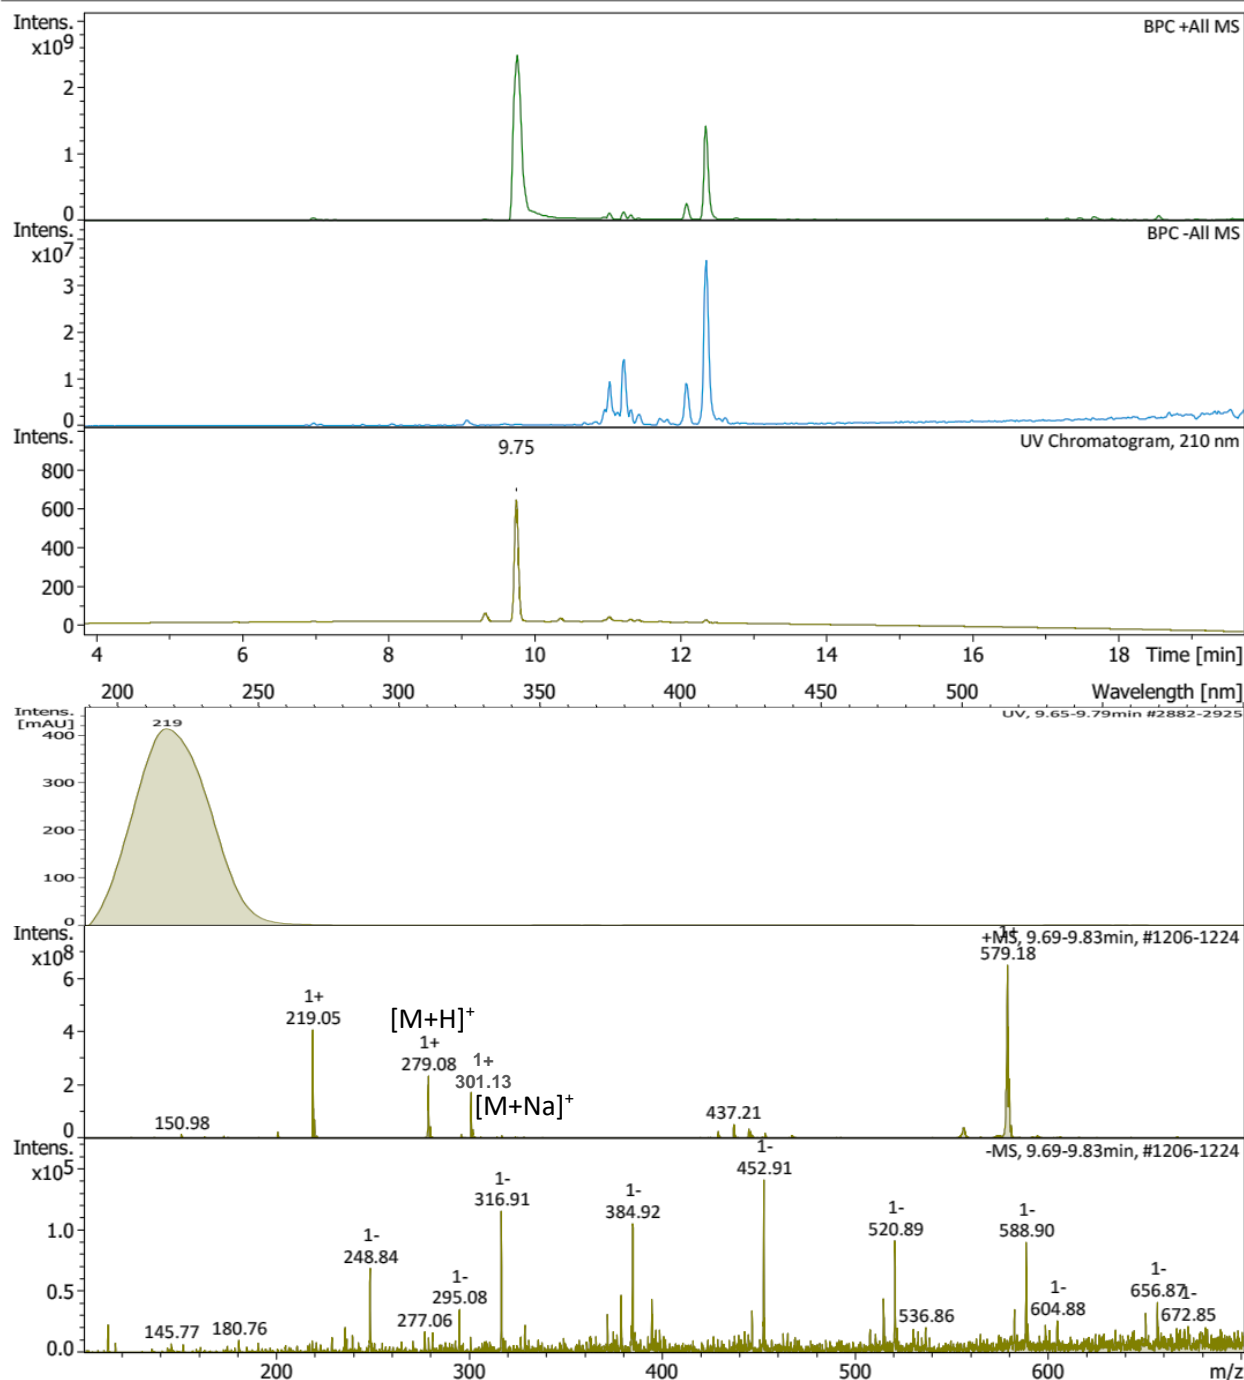 Intens.
x10^9
BPC +All MS
2
1
0
Intens.
x10^7
BPC -All MS
3
2
1
0
Intens.
UV Chromatogram, 210 nm
9.75
800
600
400
200
0
4 6 8 10 12 14 16 18 Time [min]
200 250 300 350 400 450 500 Wavelength [nm]
Intens.
[mAU]
UV, 9.65-9.79min #2882-2925
219
400
300
200
100
0
Intens.
x10^8
+MS, 9.69-9.83min, #1206-1224
1+
579.18
6
1+
219.05
[M+H]^+
1+
279.08
1+
301.13
[M+Na]^+
4
2
150.98
437.21
0
Intens.
x10^5
-MS, 9.69-9.83min, #1206-1224
1-
452.91
1-
316.91
1-
384.92
1-
520.89
1-
588.90
1.0
1-
248.84
1-
295.08
1-
656.87
1-
672.85
1-
604.88
0.5
536.86
277.06
145.77
180.76
0.0
200 300 400 500 600 m/z